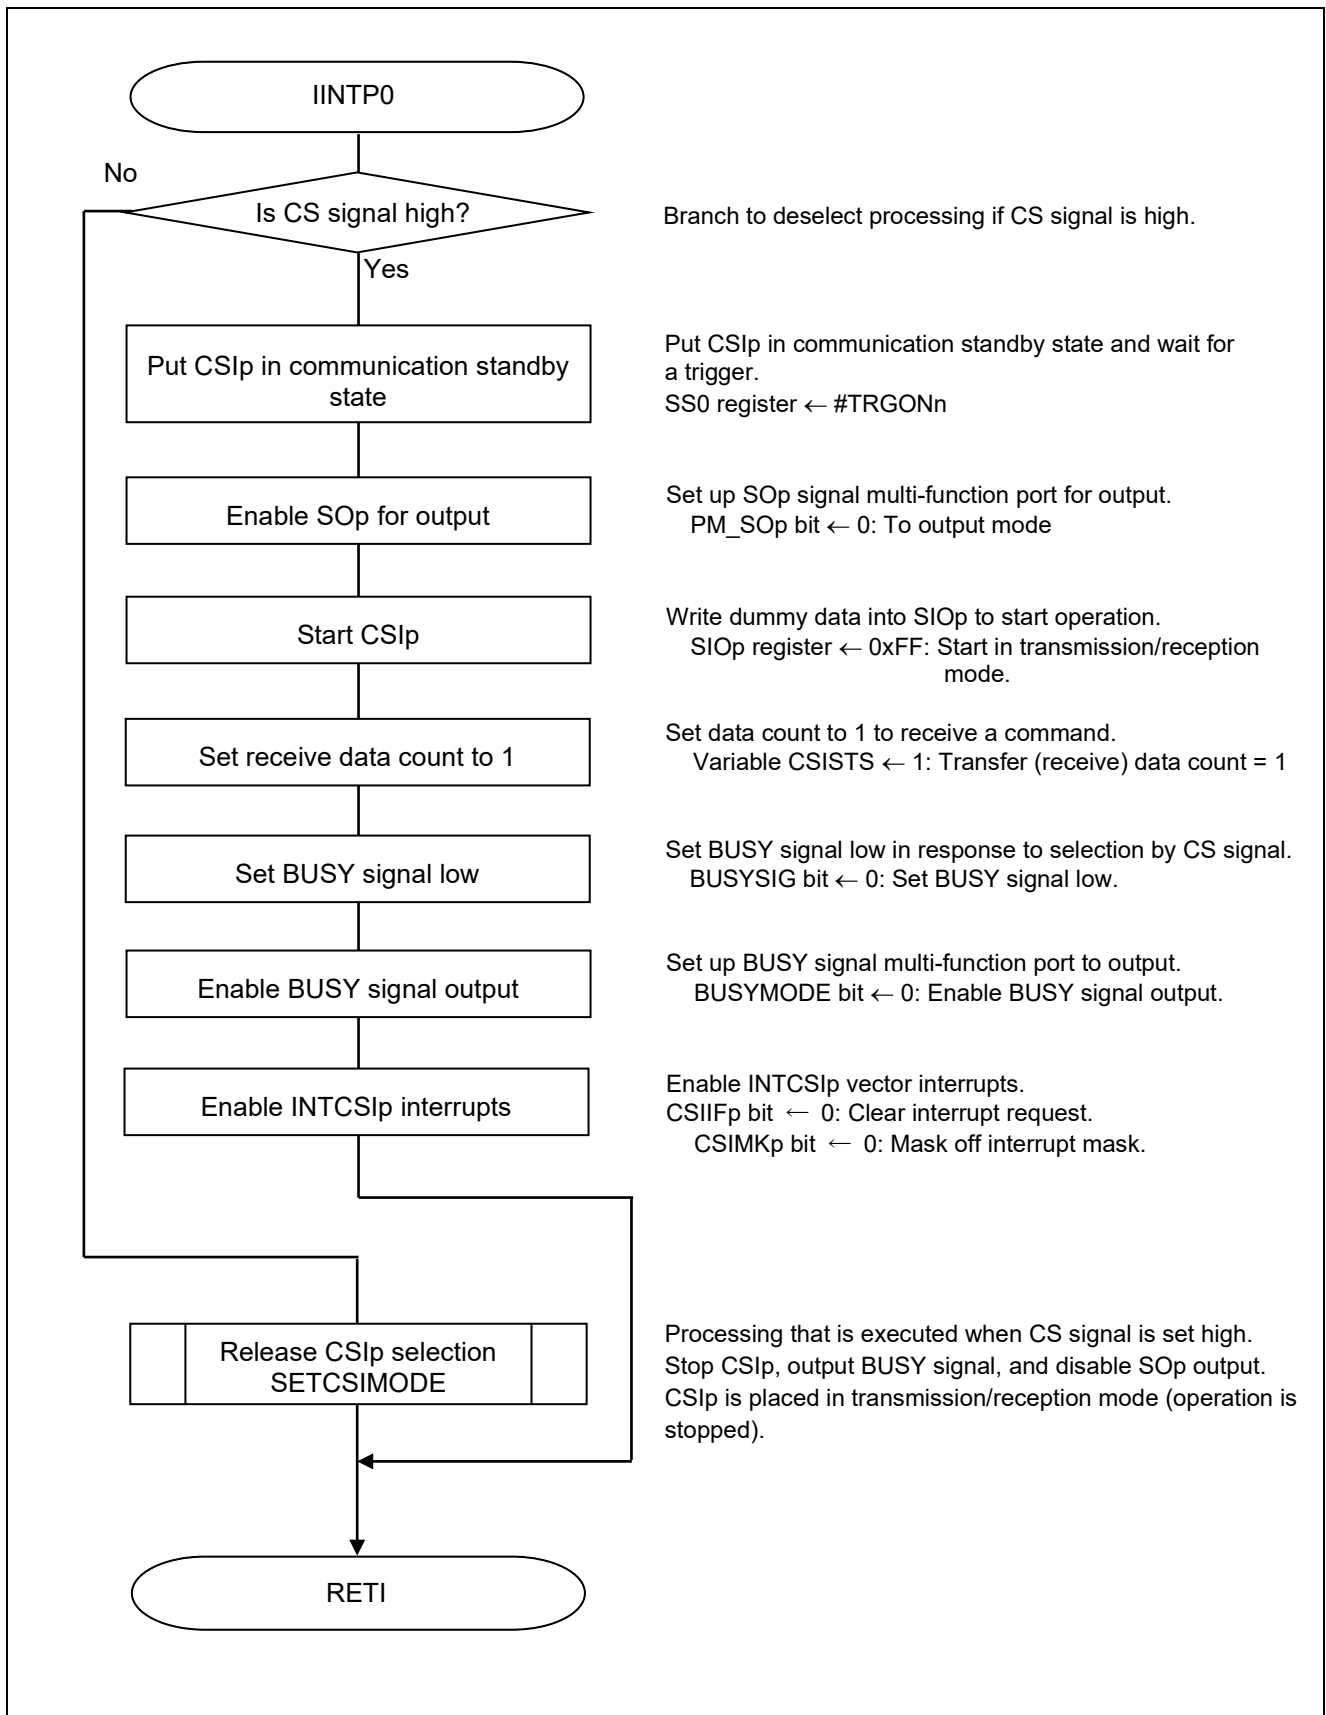 IINTP0
No
Is CS signal high?
Branch to deselect processing if CS signal is high.
Yes
Put CSIp in communication standby
state
Put CSIp in communication standby state and wait for
a trigger.
SS0 register ← #TRGONn
Enable SOp for output
Set up SOp signal multi-function port for output.
PM_SOp bit ← 0: To output mode
Start CSIp
Write dummy data into SIOp to start operation.
SIOp register ← 0xFF: Start in transmission/reception
mode.
Set receive data count to 1
Set data count to 1 to receive a command.
Variable CSISTS ← 1: Transfer (receive) data count = 1
Set BUSY signal low
Set BUSY signal low in response to selection by CS signal.
BUSYSIG bit ← 0: Set BUSY signal low.
Enable BUSY signal output
Set up BUSY signal multi-function port to output.
BUSYMODE bit ← 0: Enable BUSY signal output.
Enable INTCSIp interrupts
Enable INTCSIp vector interrupts.
CSIIFp bit ← 0: Clear interrupt request.
CSIMKp bit ← 0: Mask off interrupt mask.
Release CSIp selection
SETCSIMODE
Processing that is executed when CS signal is set high.
Stop CSIp, output BUSY signal, and disable SOp output.
CSIp is placed in transmission/reception mode (operation is
stopped).
RETI